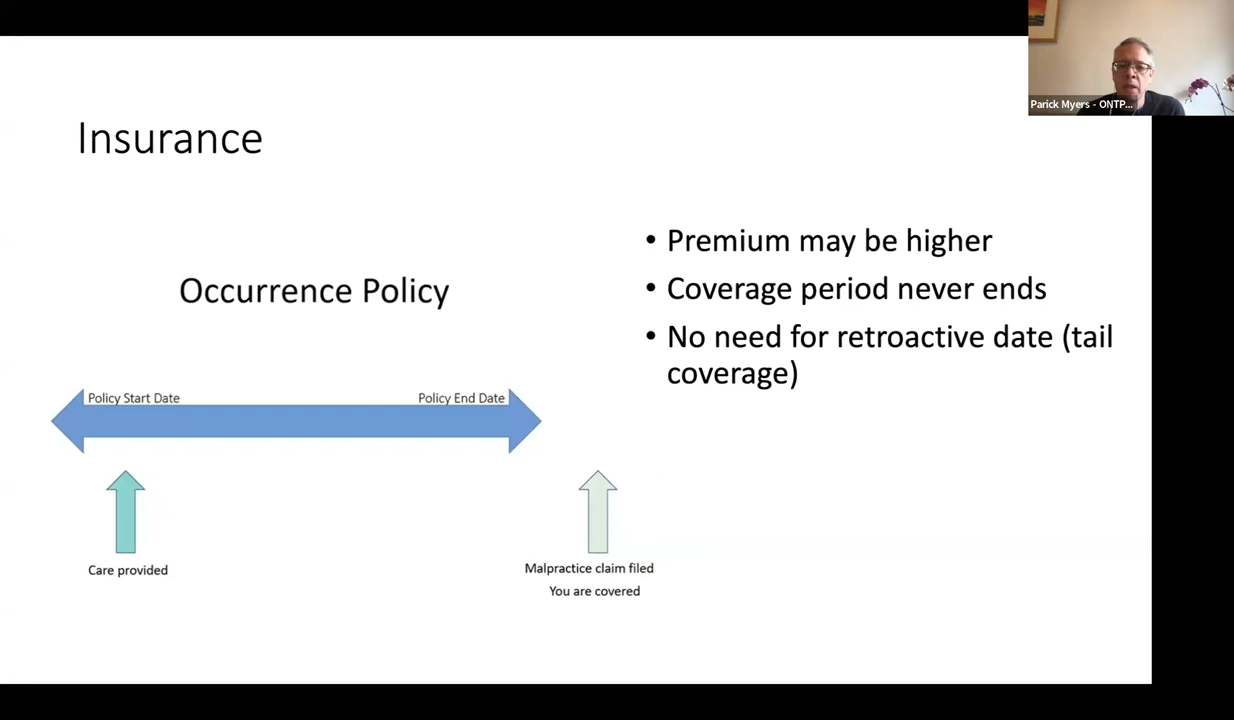 Parick Myers - ONTP...
Insurance
Occurrence Policy
Policy Start Date
Policy End Date
Care provided
Malpractice claim filed
You are covered
• Premium may be higher
• Coverage period never ends
• No need for retroactive date (tail
coverage)